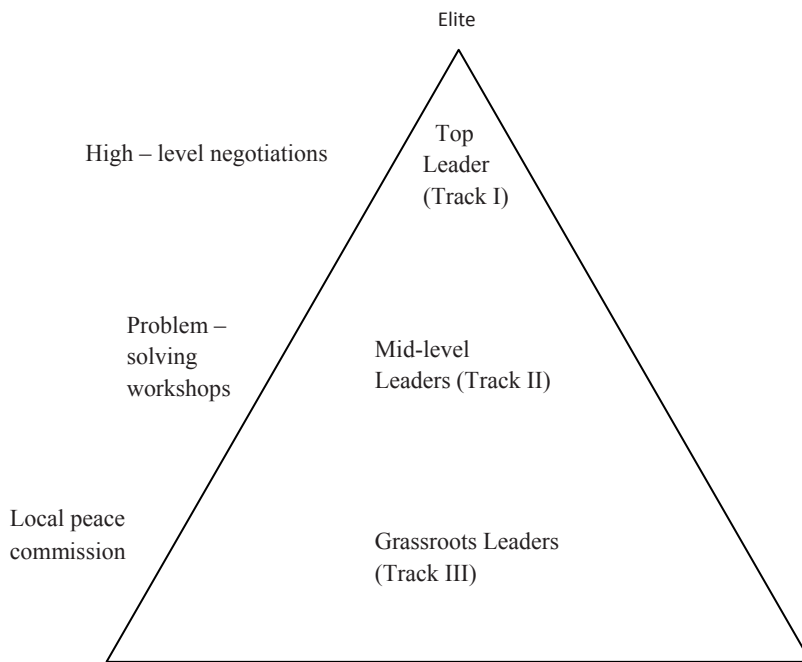 Elite
High – level negotiations
Top
Leader
(Track I)
Problem –
solving
workshops
Mid-level
Leaders (Track II)
Local peace
commission
Grassroots Leaders
(Track III)